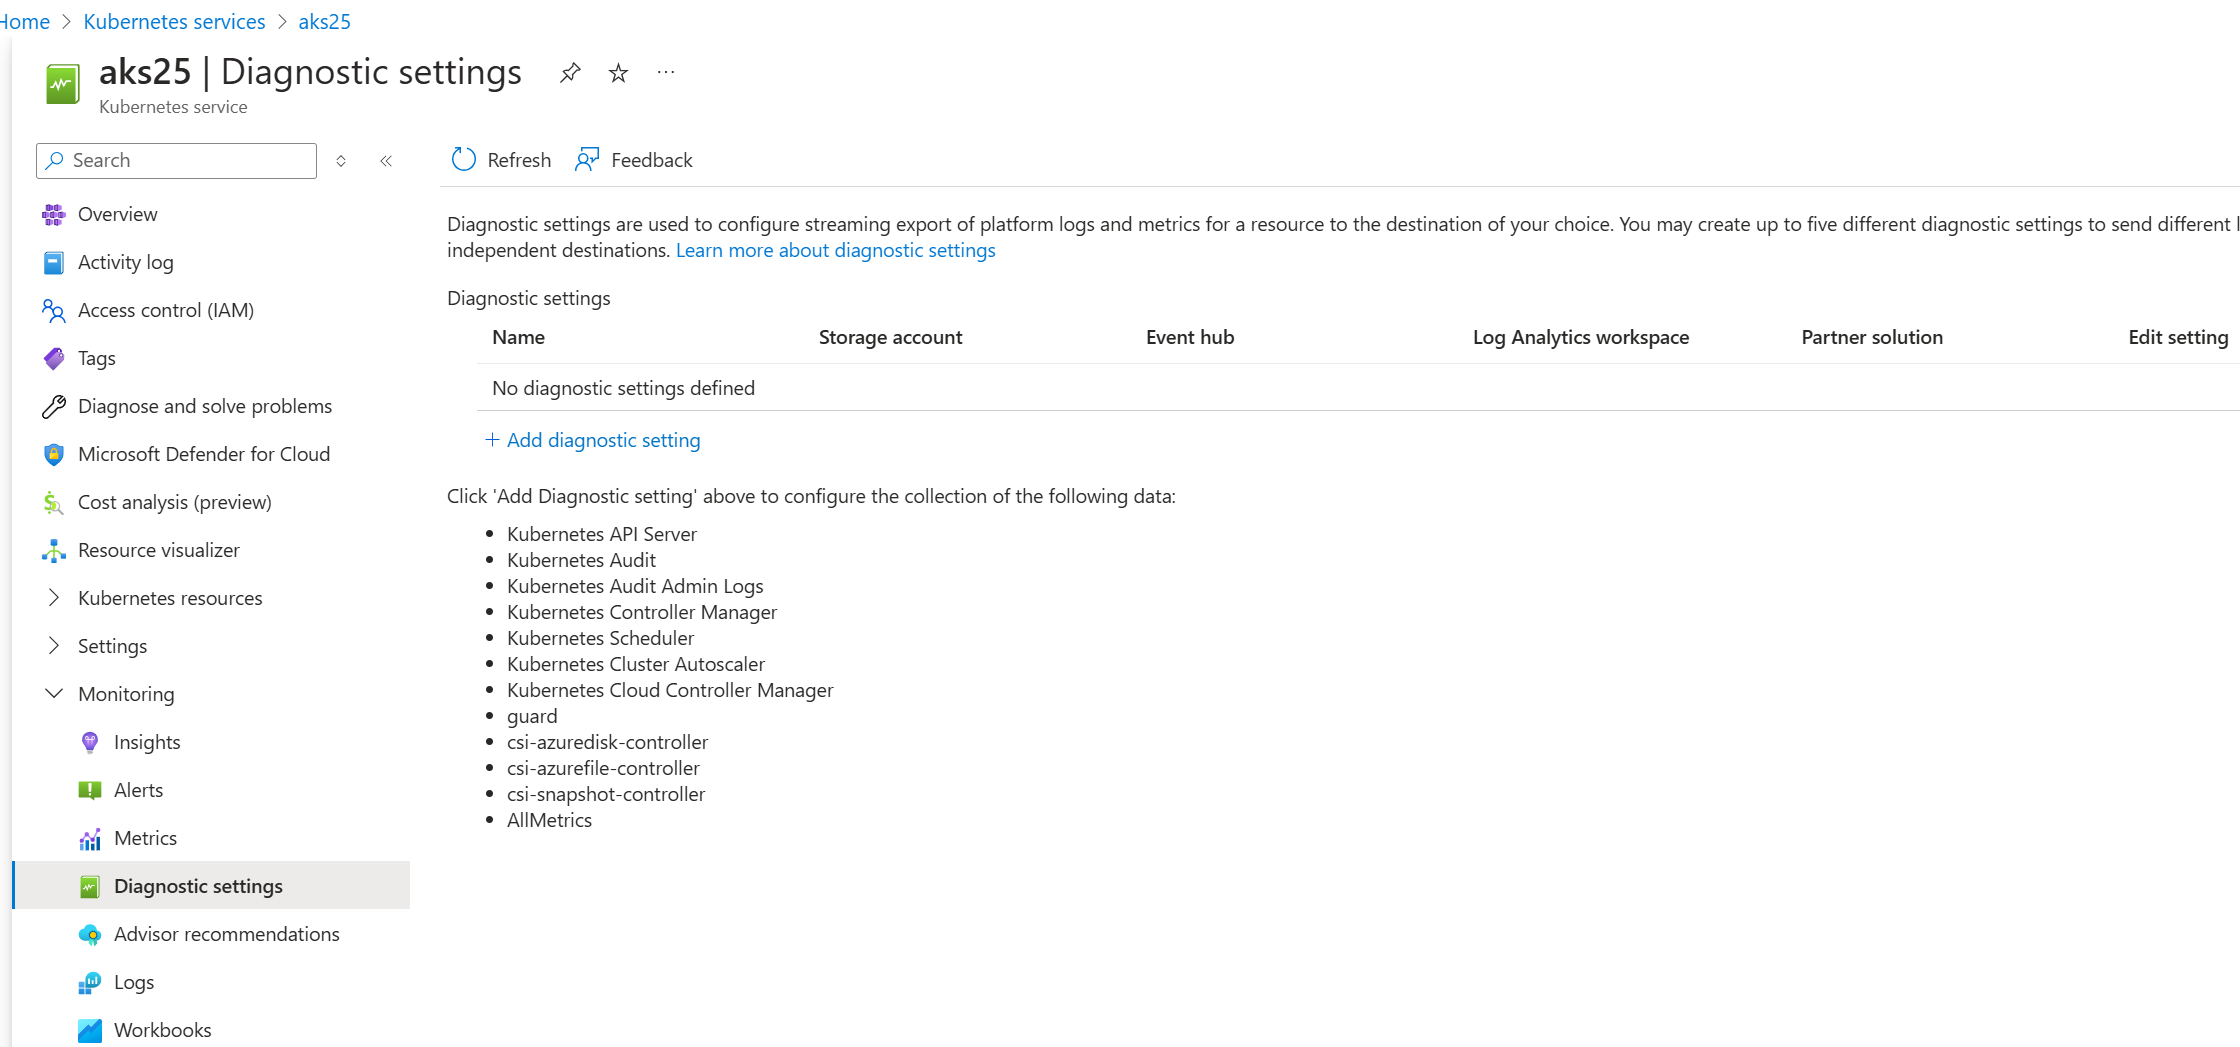 Home > Kubernetes services > aks25
aks25 | Diagnostic settings
Kubernetes service
Search
Overview
Activity log
Access control (IAM)
Tags
Diagnose and solve problems
Microsoft Defender for Cloud
Cost analysis (preview)
Resource visualizer
Kubernetes resources
Settings
Monitoring
Insights
Alerts
Metrics
Diagnostic settings
Advisor recommendations
Logs
Workbooks
Refresh Feedback
Diagnostic settings are used to configure streaming export of platform logs and metrics for a resource to the destination of your choice. You may create up to five different diagnostic settings to send different
independent destinations. Learn more about diagnostic settings
Diagnostic settings
Name Storage account Event hub Log Analytics workspace Partner solution Edit setting
No diagnostic settings defined
+ Add diagnostic setting
Click 'Add Diagnostic setting' above to configure the collection of the following data:
• Kubernetes API Server
• Kubernetes Audit
• Kubernetes Audit Admin Logs
• Kubernetes Controller Manager
• Kubernetes Scheduler
• Kubernetes Cluster Autoscaler
• Kubernetes Cloud Controller Manager
• guard
• csi-azuredisk-controller
• csi-azurefile-controller
• csi-snapshot-controller
• AllMetrics